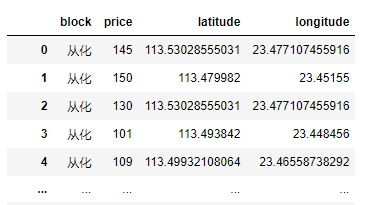 block price latitude longitude
0 从化 145 113.53028555031 23.477107455916
1 从化 150 113.479982 23.45155
2 从化 130 113.53028555031 23.477107455916
3 从化 101 113.493842 23.448456
4 从化 109 113.49932108064 23.46558738292
... ... ... ... ...